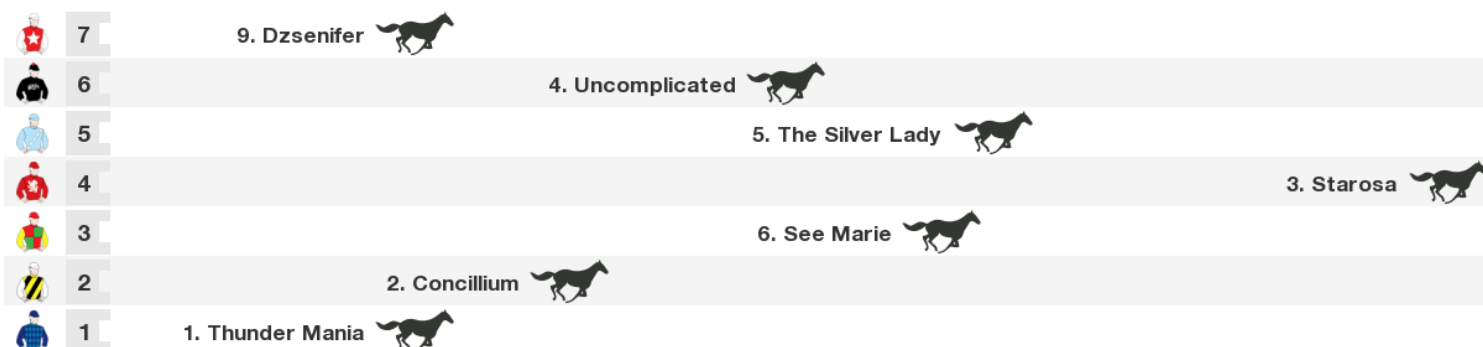 7 9. Dzsenifer
6 4. Uncomplicated
5 5. The Silver Lady
4 3. Starosa
3 6. See Marie
2 2. Concillium
1 1. Thunder Mania